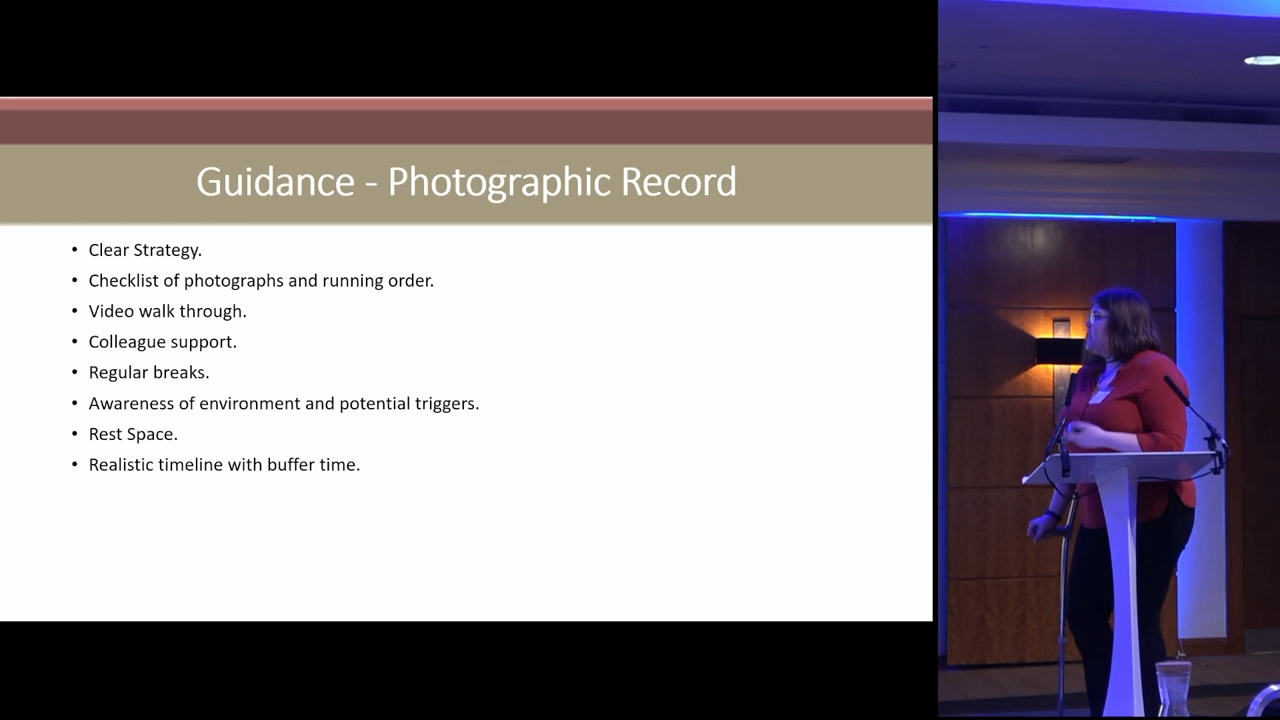 Guidance - Photographic Record
• Clear Strategy.
• Checklist of photographs and running order.
• Video walk through.
• Colleague support.
• Regular breaks.
• Awareness of environment and potential triggers.
• Rest Space.
• Realistic timeline with buffer time.